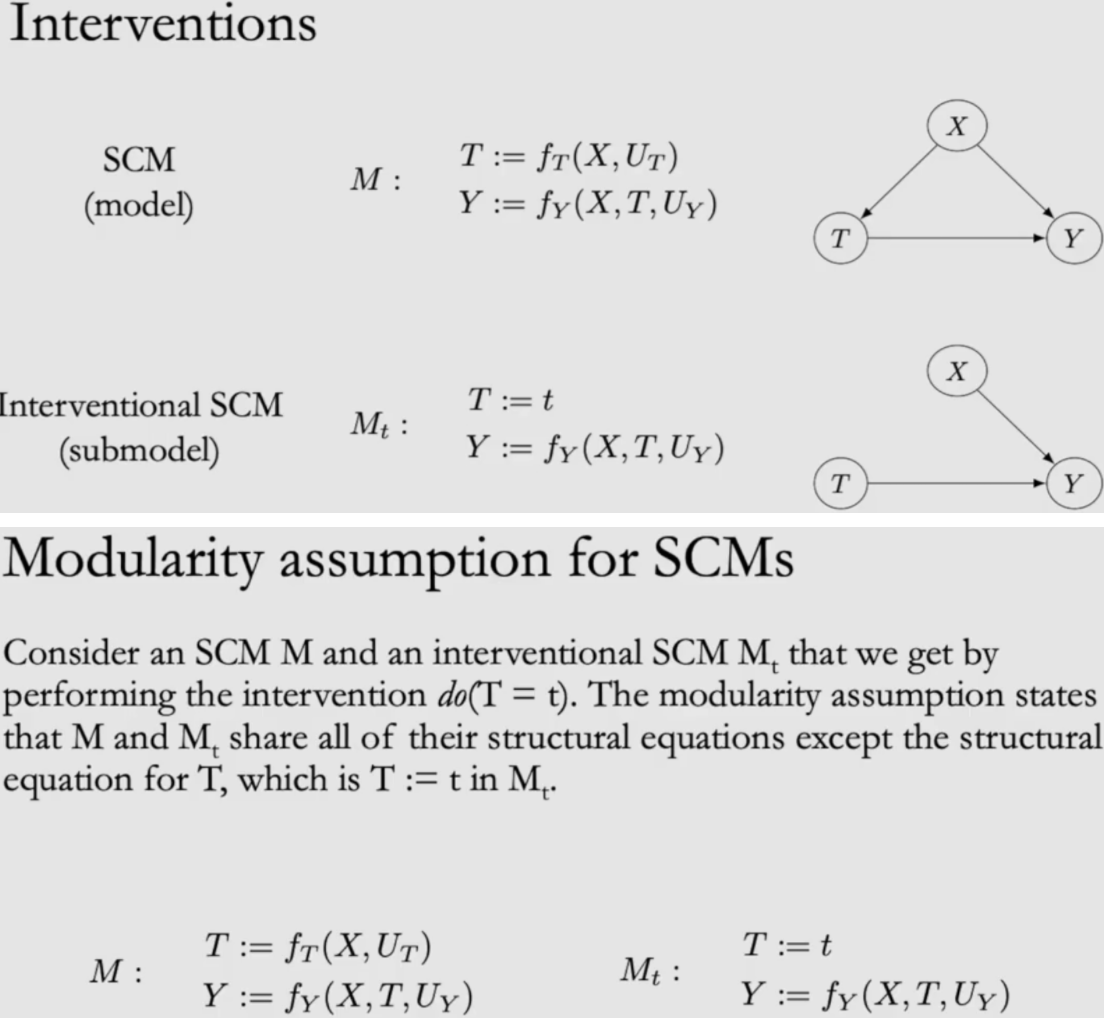 Interventions
SCM
(model)
M :
T := f_T(X, U_T)
Y := f_Y(X, T, U_Y)
X
T
Y
Interventional SCM
(submodel)
M_t :
T := t
Y := f_Y(X, T, U_Y)
X
T
Y
Modularity assumption for SCMs
Consider an SCM M and an interventional SCM M_t that we get by
performing the intervention do(T = t). The modularity assumption states
that M and M_t share all of their structural equations except the structural
equation for T, which is T := t in M_t.
M :
T := f_T(X, U_T)
Y := f_Y(X, T, U_Y)
M_t :
T := t
Y := f_Y(X, T, U_Y)